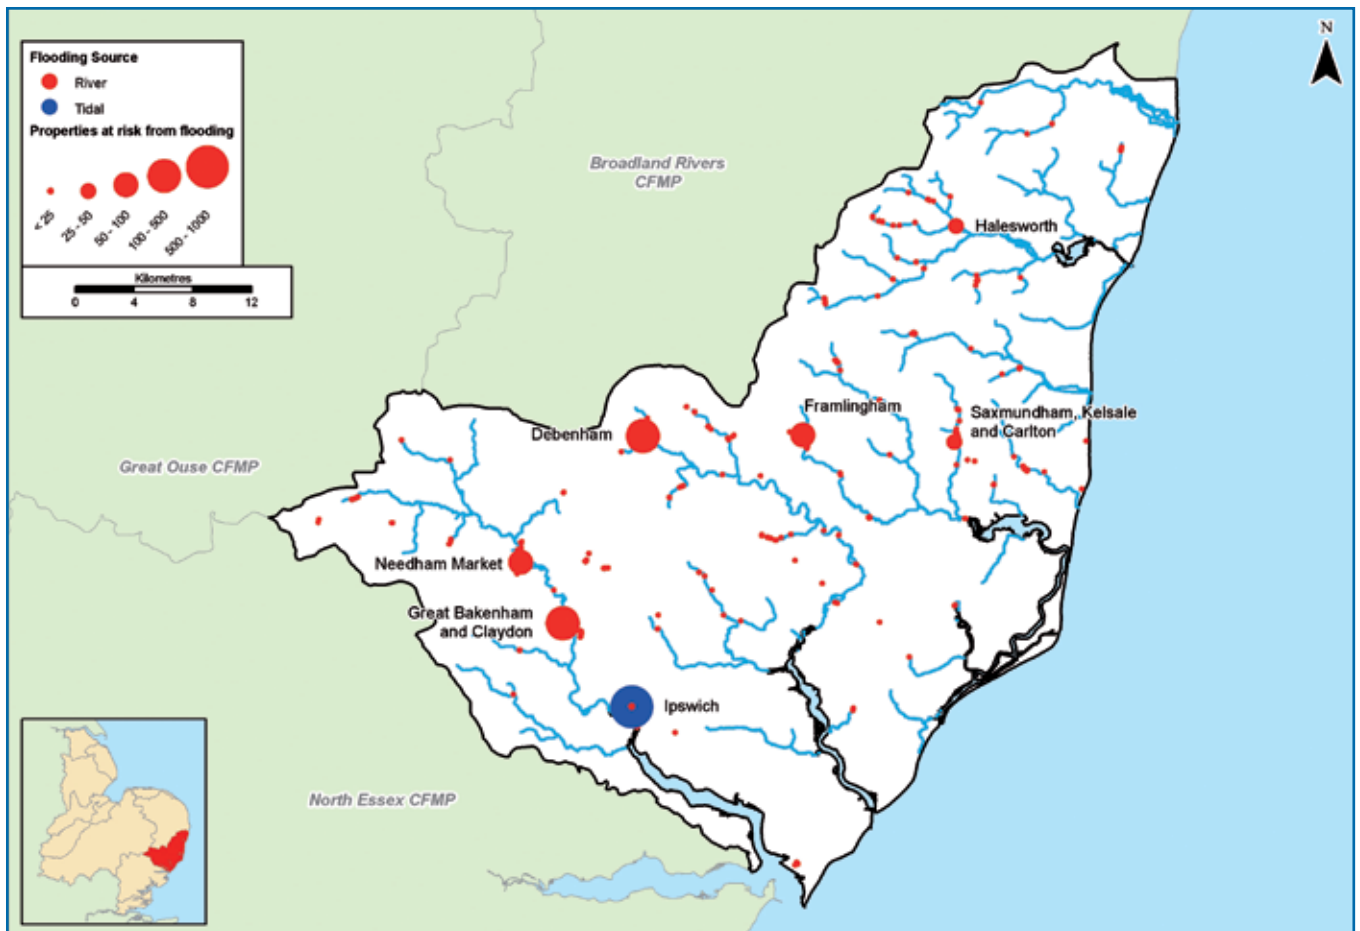 N
Flooding Source
River
Tidal
Properties at risk from flooding
< 25
25 - 50
50 - 100
100 - 500
500 - 1000
Kilometres
0 4 8 12
Broadland Rivers
CFMP
Halesworth
Framlingham
Saxmundham, Kelsale
and Carlton
Debenham
Great Ouse CFMP
Needham Market
Great Bakenham
and Claydon
Ipswich
North Essex CFMP